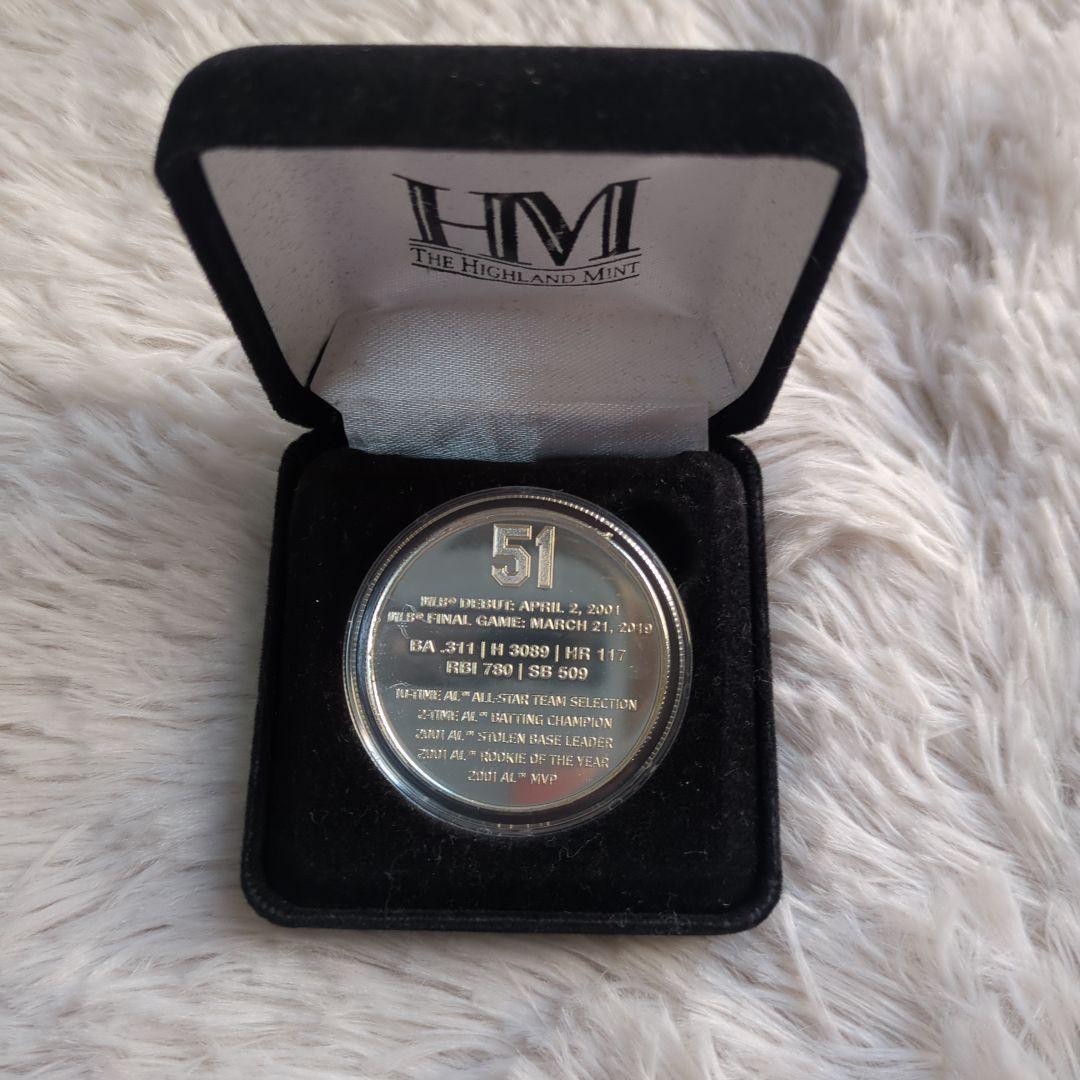 HM
THE HIGHLAND MINT
51
MLB® DEBUT: APRIL 2, 2001
MLB® FINAL GAME: MARCH 21, 2019
BA .311 | H 3089 | HR 117
RBI 780 | SB 509
10-TIME AL™ ALL-STAR TEAM SELECTION
2-TIME AL™ BATTING CHAMPION
2001 AL™ STOLEN BASE LEADER
2001 AL™ ROOKIE OF THE YEAR
2001 AL™ MVP